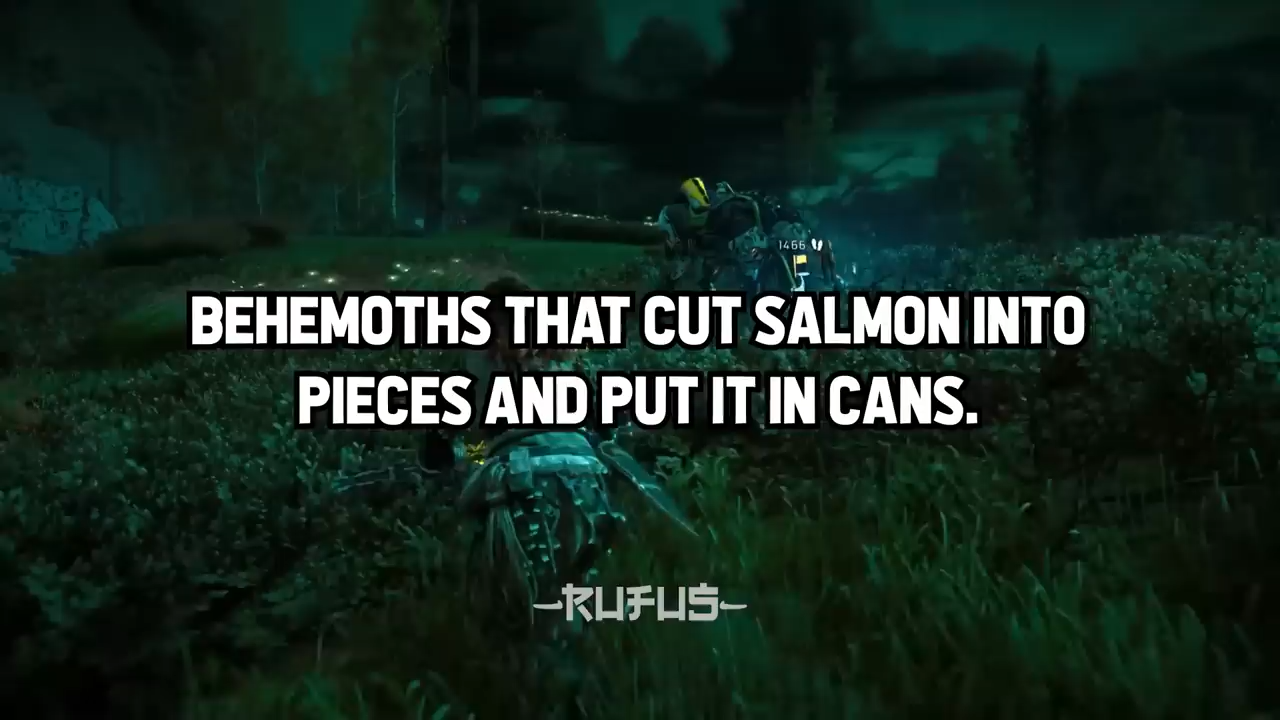 1466
BEHEMOTHS THAT CUT SALMON INTO
PIECES AND PUT IT IN CANS.
-RUFUS-